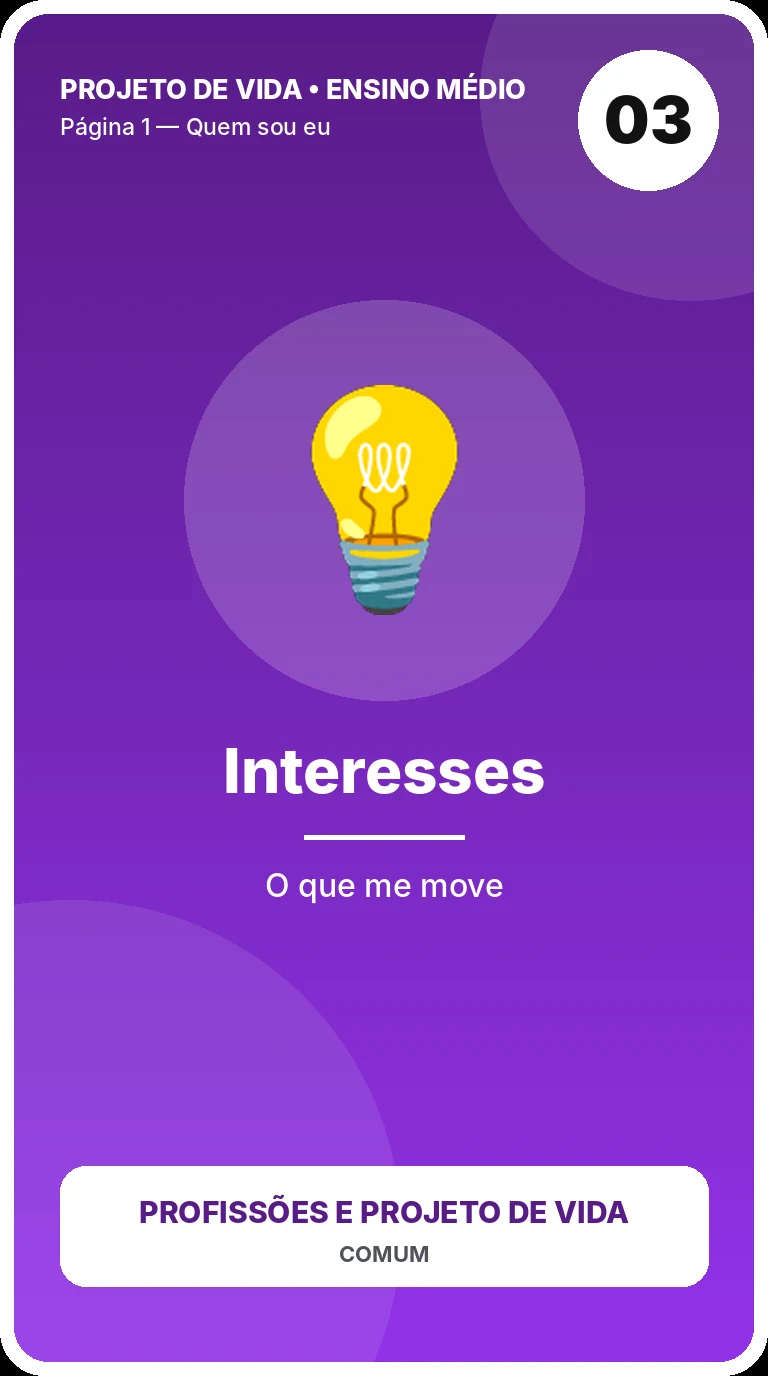 PROJETO DE VIDA • ENSINO MÉDIO
Página 1 — Quem sou eu
03
Interesses
O que me move
PROFISSÕES E PROJETO DE VIDA
COMUM